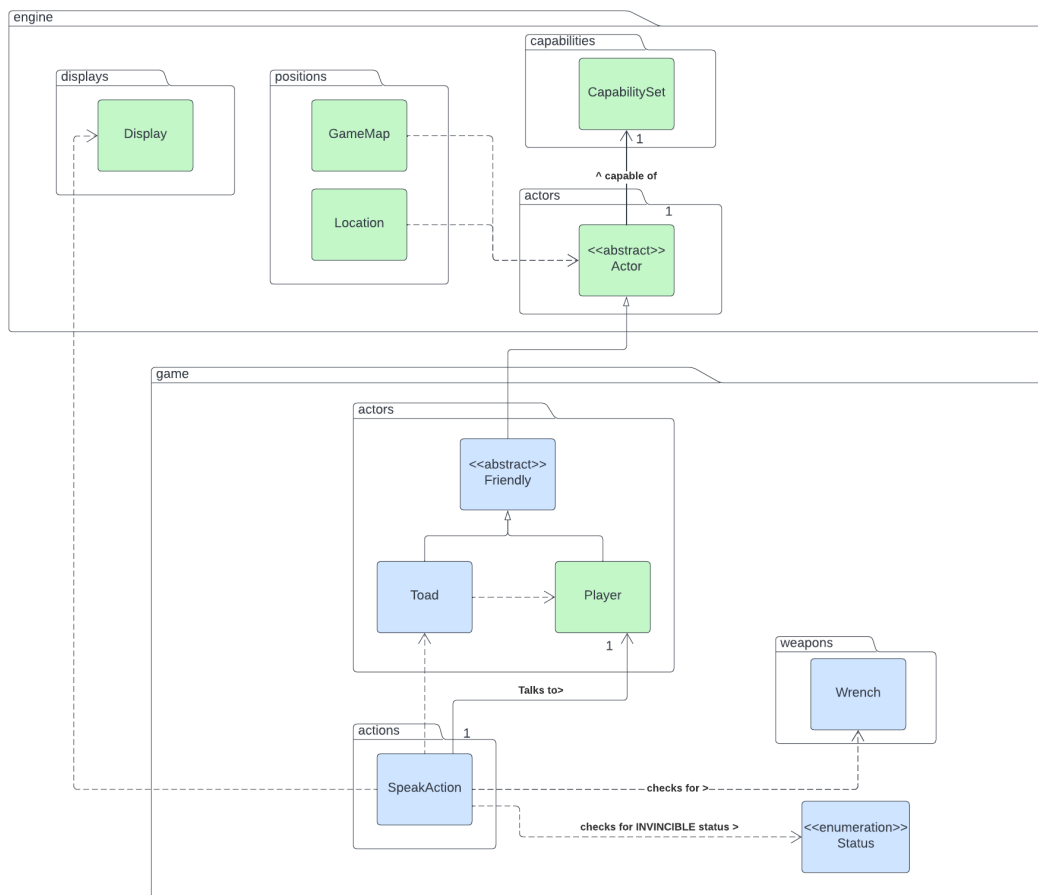 engine
capabilities
CapabilitySet
displays
positions
Display
GameMap
1
^ capable of
actors
1
Location
<<abstract>>
Actor
game
actors
<<abstract>>
Friendly
Toad
Player
1
weapons
Wrench
Talks to>
actions
1
SpeakAction
checks for >
checks for INVINCIBLE status >
<<enumeration>>
Status